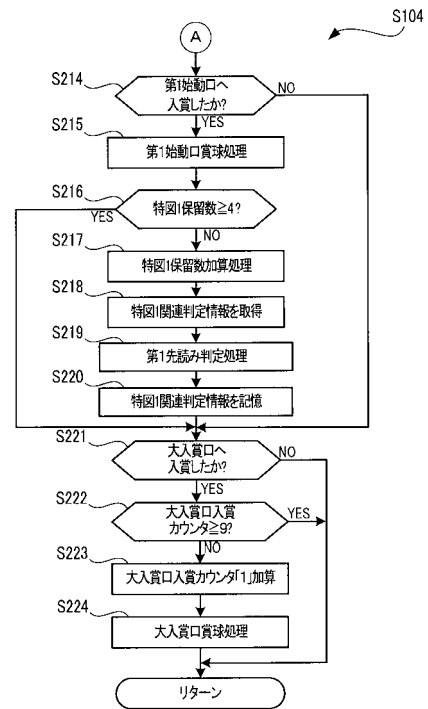 S104
A
S214
第1始動口へ
入賞したか?
NO
YES
S215
第1始動口賞球処理
S216
特図1保留数≧4?
YES
NO
S217
特図1保留数加算処理
S218
特図1関連判定情報を取得
S219
第1先読み判定処理
S220
特図1関連判定情報を記憶
S221
大入賞口へ
入賞したか?
NO
YES
S222
大入賞口入賞
カウンタ≧9?
YES
NO
S223
大入賞口入賞カウンタ「1」加算
S224
大入賞口賞球処理
リターン